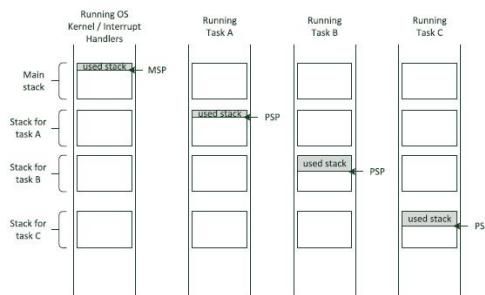 Running OS
Kernel / Interrupt
Handlers
Running
Task A
Running
Task B
Running
Task C
Main
stack
used stack
MSP
Stack for
task A
used stack
PSP
Stack for
task B
used stack
PSP
Stack for
task C
used stack
PS